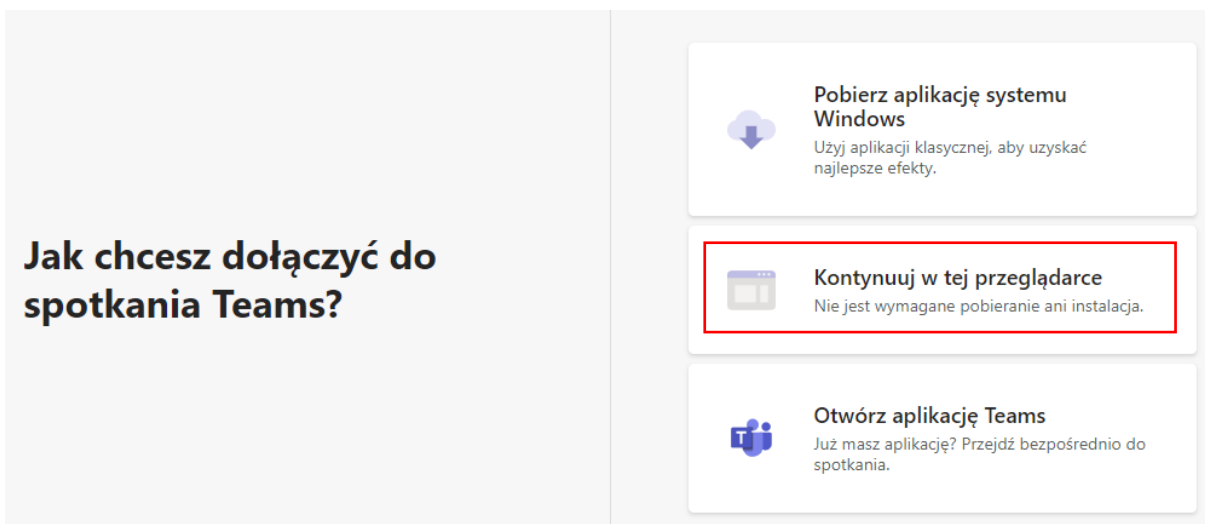 Jak chcesz dołączyć do
spotkania Teams?
Pobierz aplikację systemu
Windows
Użyj aplikacji klasycznej, aby uzyskać
najlepsze efekty.
Kontynuuj w tej przeglądarce
Nie jest wymagane pobieranie ani instalacja.
Otwórz aplikację Teams
Już masz aplikację? Przejdź bezpośrednio do
spotkania.